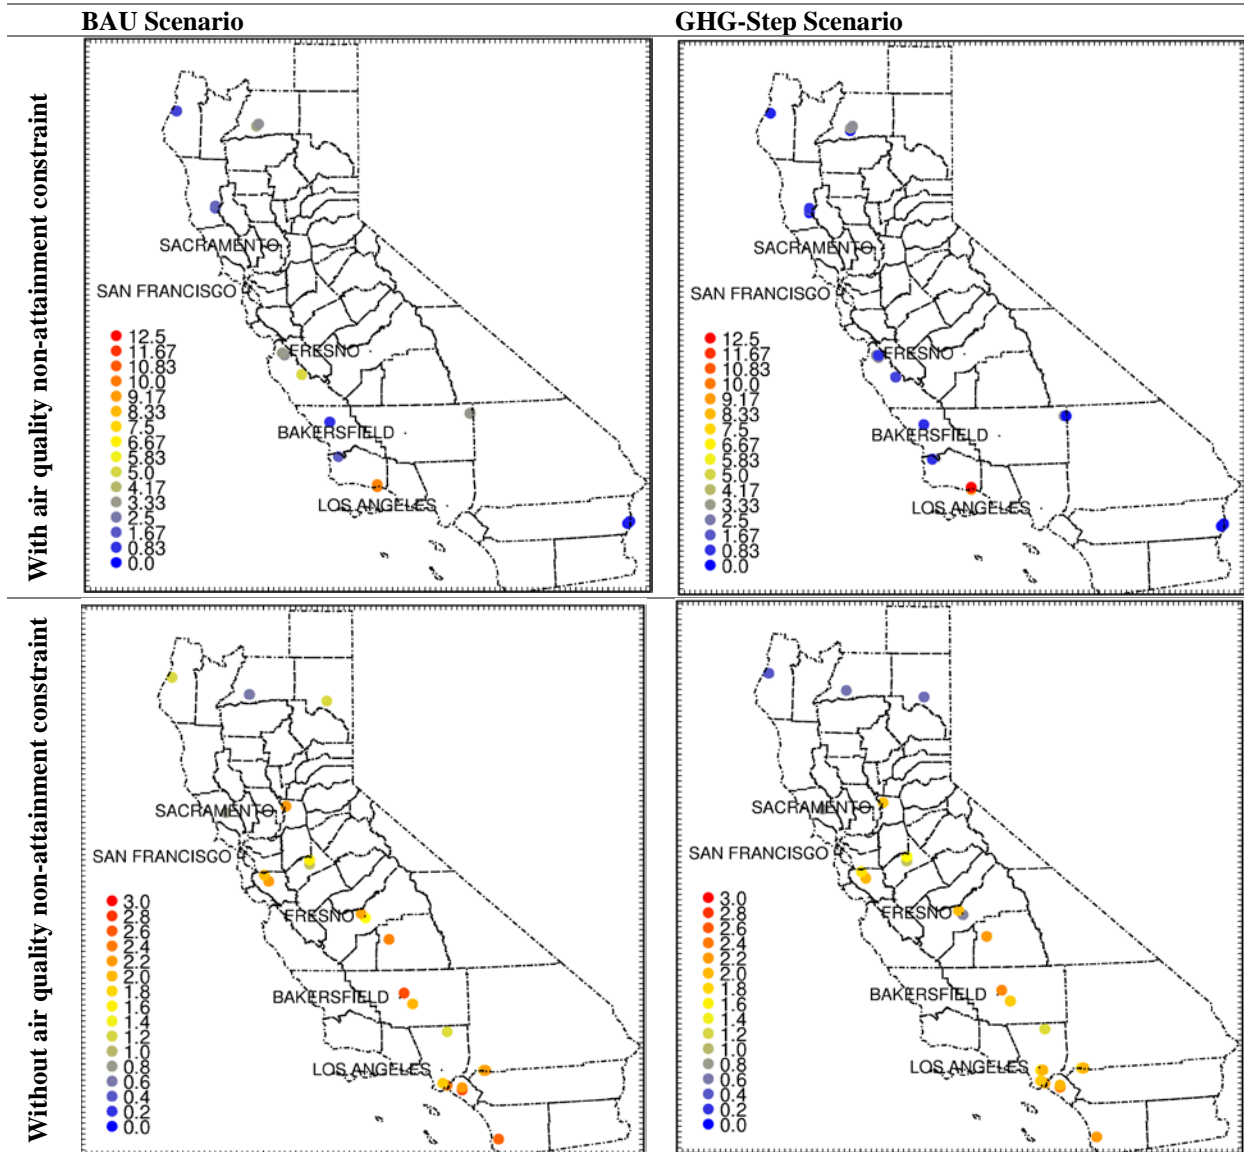 BAU Scenario
GHG-Step Scenario
With air quality non-attainment constraint
SACRAMENTO
SAN FRANCISCO
FRESNO
BAKERSFIELD
LOS ANGELES
12.5
11.67
10.83
10.0
9.17
8.33
7.5
6.67
5.83
5.0
4.17
3.33
2.5
1.67
0.83
0.0
SACRAMENTO
SAN FRANCISCO
FRESNO
BAKERSFIELD
LOS ANGELES
12.5
11.67
10.83
10.0
9.17
8.33
7.5
6.67
5.83
5.0
4.17
3.33
2.5
1.67
0.83
0.0
Without air quality non-attainment constraint
SACRAMENTO
SAN FRANCISCO
FRESNO
BAKERSFIELD
LOS ANGELES
3.0
2.8
2.6
2.4
2.2
2.0
1.8
1.6
1.4
1.2
1.0
0.8
0.6
0.4
0.2
0.0
SACRAMENTO
SAN FRANCISCO
FRESNO
BAKERSFIELD
LOS ANGELES
3.0
2.8
2.6
2.4
2.2
2.0
1.8
1.6
1.4
1.2
1.0
0.8
0.6
0.4
0.2
0.0